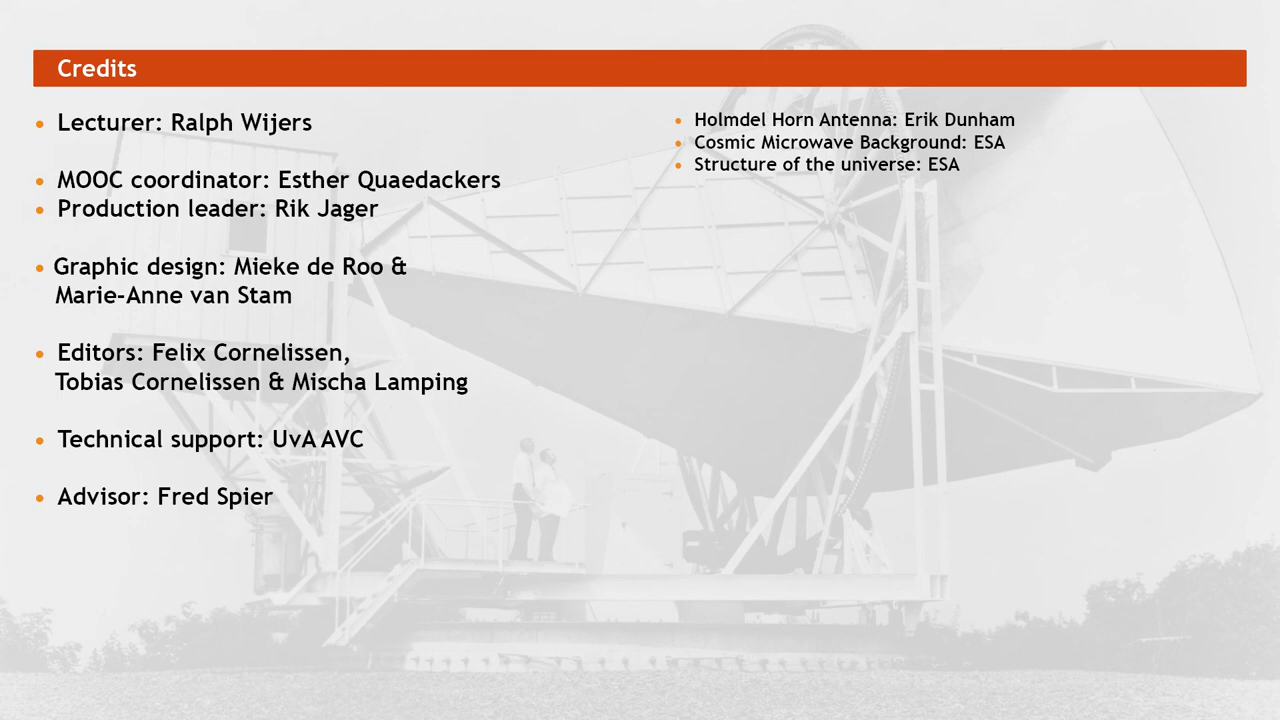 Credits
• Lecturer: Ralph Wijers
• MOOC coordinator: Esther Quaedackers
• Production leader: Rik Jager
• Graphic design: Mieke de Roo &
Marie-Anne van Stam
• Editors: Felix Cornelissen,
Tobias Cornelissen & Mischa Lamping
• Technical support: UvA AVC
• Advisor: Fred Spier
• Holmdel Horn Antenna: Erik Dunham
• Cosmic Microwave Background: ESA
• Structure of the universe: ESA